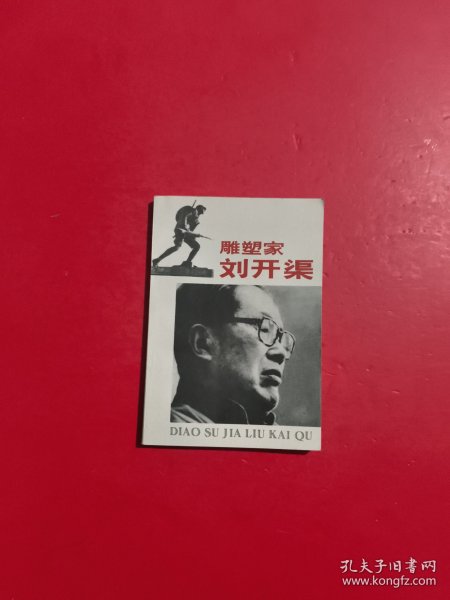 雕塑家
刘开渠
DIAO SU JIA LIU KAI QU
孔夫子旧书网
www.kongfz.com